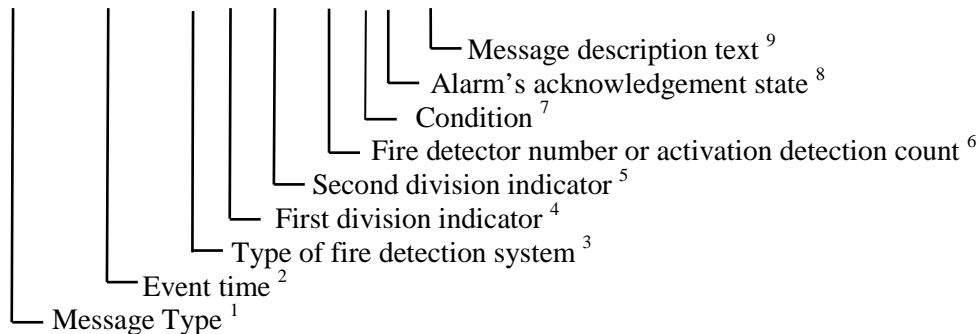 Message description text 9
Alarm's acknowledgement state 8
Condition 7
Fire detector number or activation detection count 6
Second division indicator 5
First division indicator 4
Type of fire detection system 3
Event time 2
Message Type 1